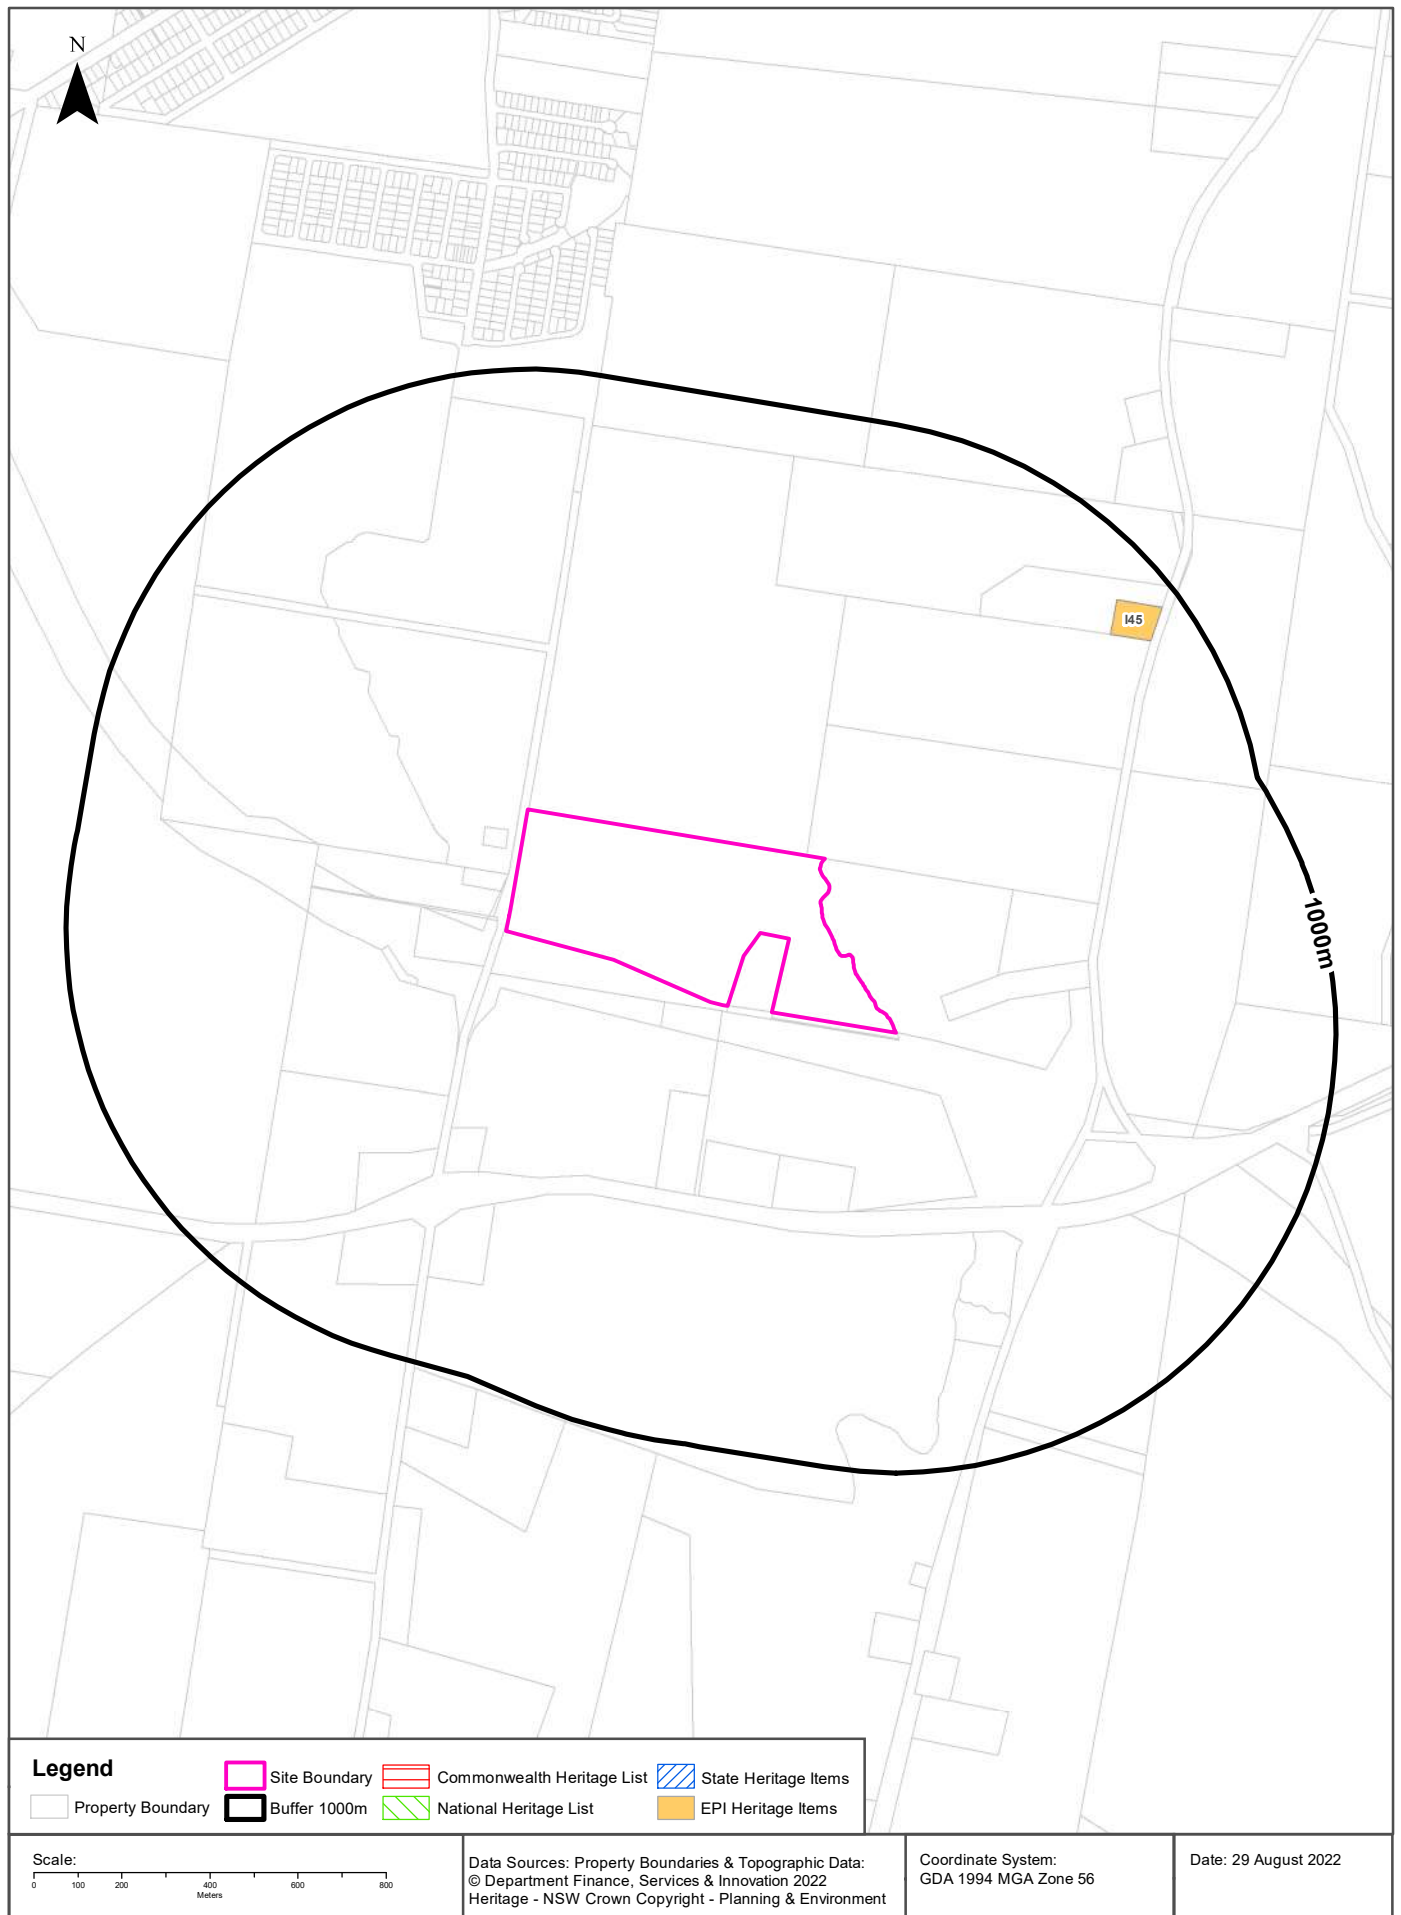 N
I45
1000m
Legend
Site Boundary
Commonwealth Heritage List
State Heritage Items
Property Boundary
Buffer 1000m
National Heritage List
EPI Heritage Items
Scale:
0 100 200 400 600 800
Meters
Data Sources: Property Boundaries & Topographic Data:
© Department Finance, Services & Innovation 2022
Heritage - NSW Crown Copyright - Planning & Environment
Coordinate System:
GDA 1994 MGA Zone 56
Date: 29 August 2022